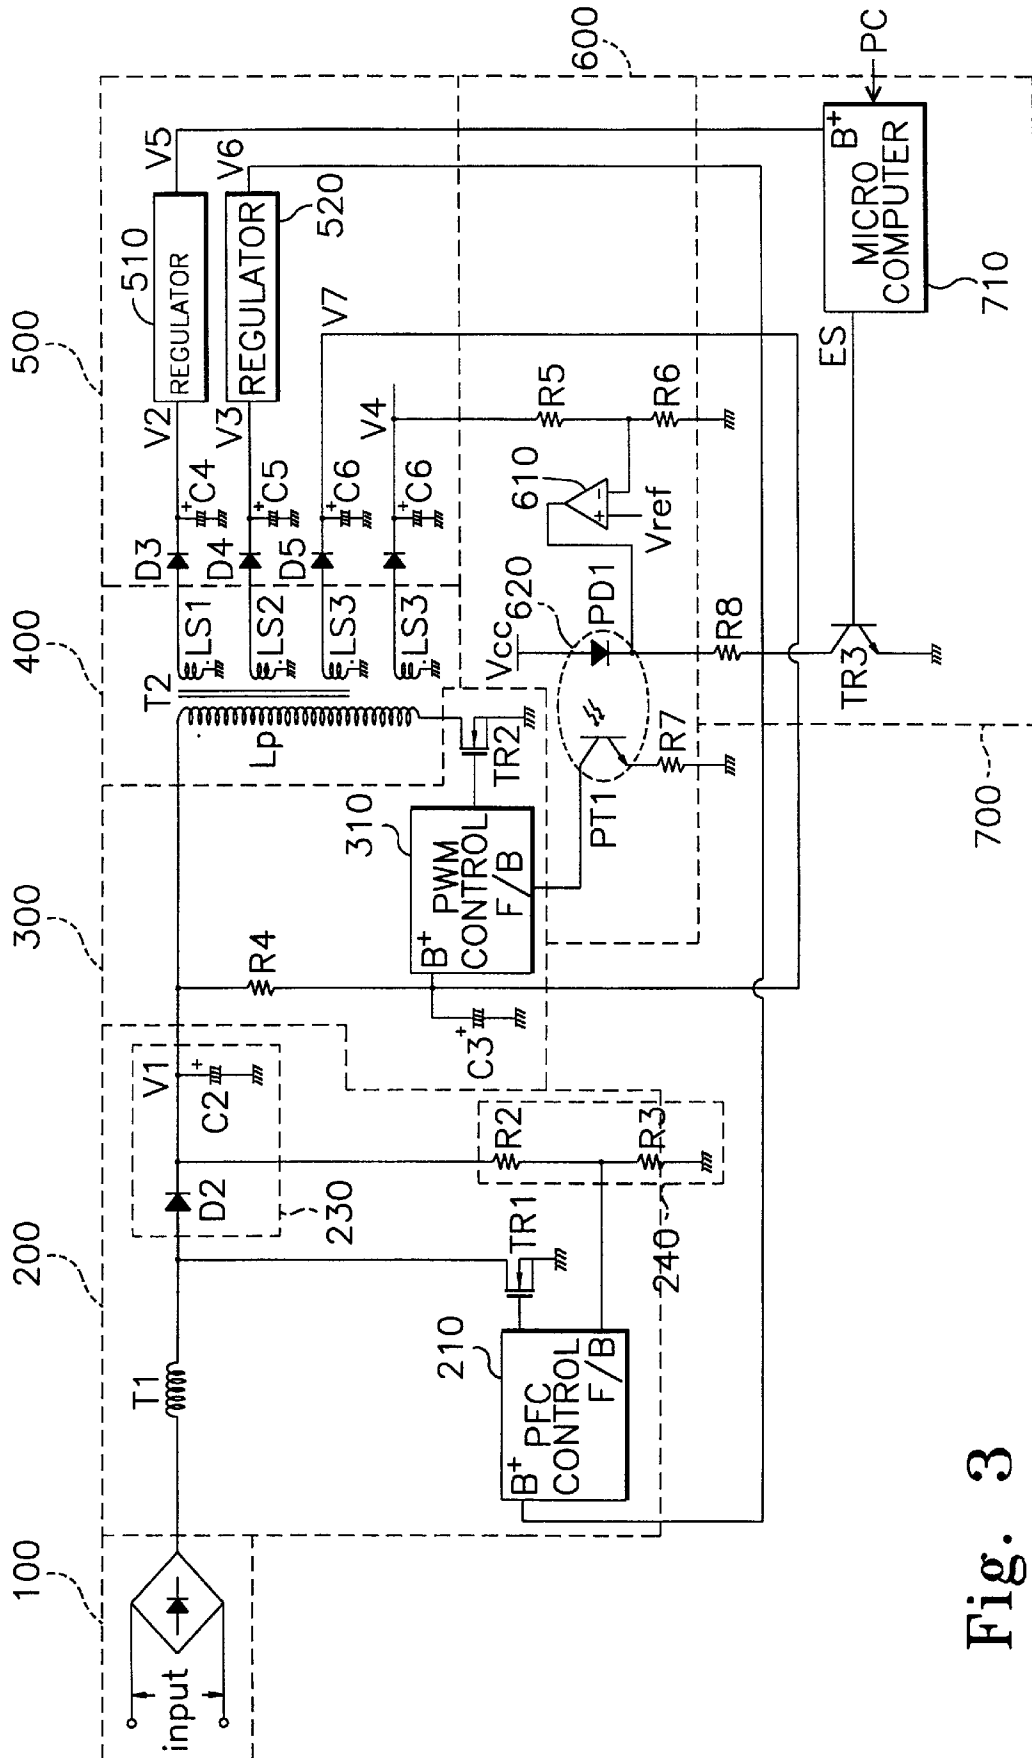 100
200
300
400
500
input
T1
D2
230
V1
C2
+
R4
T2
Lp
LS1
LS2
LS3
LS3
D3
D4
D5
+
C4
+
C5
+
C6
+
C6
V2
V3
V7
V4
510
REGULATOR
REGULATOR
520
V5
V6
210
B+
PFC
CONTROL
F/B
TR1
R2
R3
240
C3
+
310
B+
PWM
CONTROL
F/B
TR2
PT1
R7
Vcc
620
PD1
610
+
-
Vref
R5
R6
600
R8
TR3
ES
B+
MICRO
COMPUTER
710
PC
700
Fig. 3